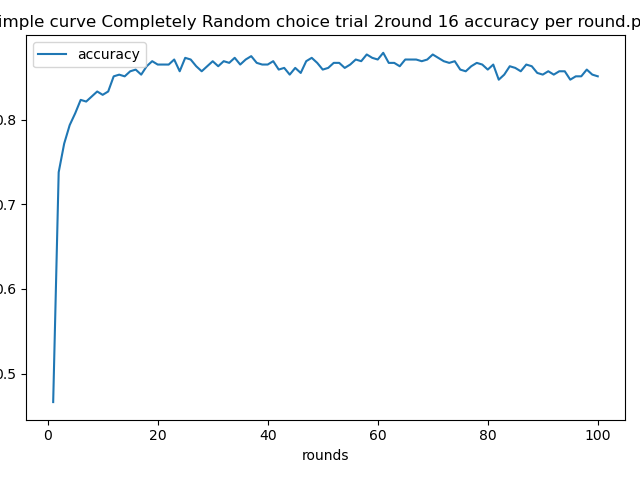 imple curve Completely Random choice trial 2round 16 accuracy per round.p
accuracy
0.8
0.7
0.6
0.5
0 20 40 60 80 100
rounds